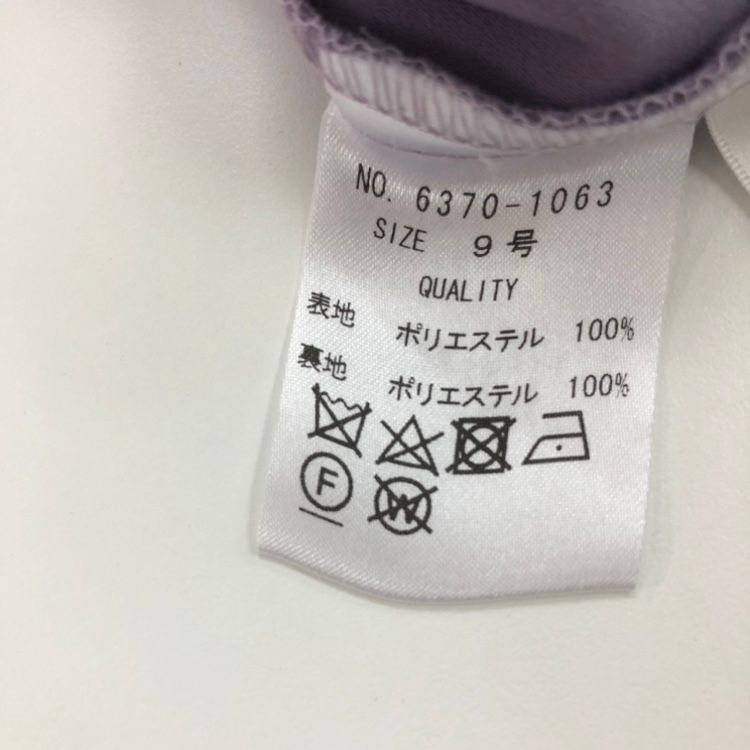 NO. 6370-1063
SIZE 9号
QUALITY
表地 ポリエステル 100%
裏地 ポリエステル 100%
F W